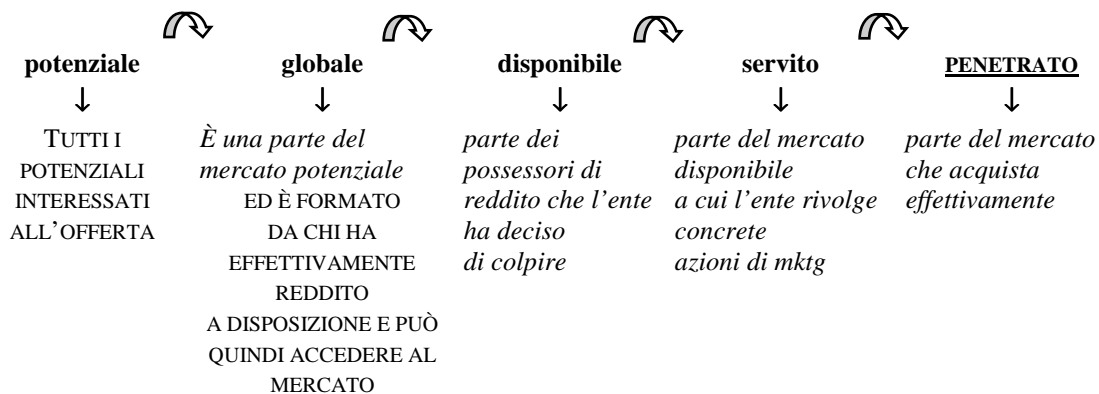 potenziale
globale
disponibile
servito
PENETRATO
TUTTI I
POTENZIALI
INTERESSATI
ALL’OFFERTA
È una parte del
mercato potenziale
ED È FORMATO
DA CHI HA
EFFETTIVAMENTE
REDDITO
A DISPOSIZIONE E PUÒ
QUINDI ACCEDERE AL
MERCATO
parte dei
possessori di
reddito che l’ente
ha deciso
di colpire
parte del mercato
disponibile
a cui l’ente rivolge
concrete
azioni di mktg
parte del mercato
che acquista
effettivamente